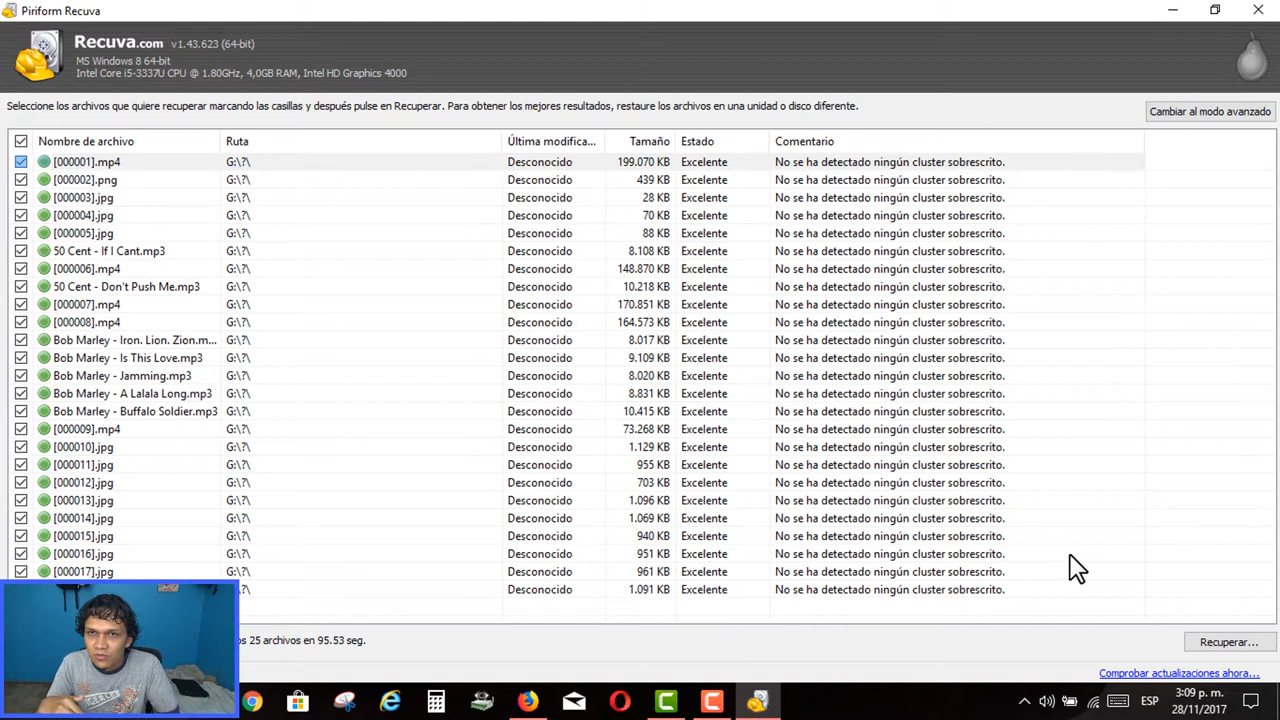 Piriform Recuva
Recuva.com v1.43.623 (64-bit)
MS Windows 8 64-bit
Intel Core i5-3337U CPU @ 1.80GHz, 4,0GB RAM, Intel HD Graphics 4000
Seleccione los archivos que quiere recuperar marcando las casillas y después pulse en Recuperar. Para obtener los mejores resultados, restaure los archivos en una unidad o disco diferente.
Cambiar al modo avanzado
Nombre de archivo Ruta Última modifica... Tamaño Estado Comentario
[000001].mp4 G:\?\ Desconocido 199.070 KB Excelente No se ha detectado ningún cluster sobrescrito.
[000002].png G:\?\ Desconocido 439 KB Excelente No se ha detectado ningún cluster sobrescrito.
[000003].jpg G:\?\ Desconocido 28 KB Excelente No se ha detectado ningún cluster sobrescrito.
[000004].jpg G:\?\ Desconocido 70 KB Excelente No se ha detectado ningún cluster sobrescrito.
[000005].jpg G:\?\ Desconocido 88 KB Excelente No se ha detectado ningún cluster sobrescrito.
50 Cent - If I Cant.mp3 G:\?\ Desconocido 8.108 KB Excelente No se ha detectado ningún cluster sobrescrito.
[000006].mp4 G:\?\ Desconocido 148.870 KB Excelente No se ha detectado ningún cluster sobrescrito.
50 Cent - Don't Push Me.mp3 G:\?\ Desconocido 10.218 KB Excelente No se ha detectado ningún cluster sobrescrito.
[000007].mp4 G:\?\ Desconocido 170.851 KB Excelente No se ha detectado ningún cluster sobrescrito.
[000008].mp4 G:\?\ Desconocido 164.573 KB Excelente No se ha detectado ningún cluster sobrescrito.
Bob Marley - Iron. Lion. Zion.m... G:\?\ Desconocido 8.017 KB Excelente No se ha detectado ningún cluster sobrescrito.
Bob Marley - Is This Love.mp3 G:\?\ Desconocido 9.109 KB Excelente No se ha detectado ningún cluster sobrescrito.
Bob Marley - Jamming.mp3 G:\?\ Desconocido 8.020 KB Excelente No se ha detectado ningún cluster sobrescrito.
Bob Marley - A Lalala Long.mp3 G:\?\ Desconocido 8.831 KB Excelente No se ha detectado ningún cluster sobrescrito.
Bob Marley - Buffalo Soldier.mp3 G:\?\ Desconocido 10.415 KB Excelente No se ha detectado ningún cluster sobrescrito.
[000009].mp4 G:\?\ Desconocido 73.268 KB Excelente No se ha detectado ningún cluster sobrescrito.
[000010].jpg G:\?\ Desconocido 1.129 KB Excelente No se ha detectado ningún cluster sobrescrito.
[000011].jpg G:\?\ Desconocido 955 KB Excelente No se ha detectado ningún cluster sobrescrito.
[000012].jpg G:\?\ Desconocido 703 KB Excelente No se ha detectado ningún cluster sobrescrito.
[000013].jpg G:\?\ Desconocido 1.096 KB Excelente No se ha detectado ningún cluster sobrescrito.
[000014].jpg G:\?\ Desconocido 1.069 KB Excelente No se ha detectado ningún cluster sobrescrito.
[000015].jpg G:\?\ Desconocido 940 KB Excelente No se ha detectado ningún cluster sobrescrito.
[000016].jpg G:\?\ Desconocido 951 KB Excelente No se ha detectado ningún cluster sobrescrito.
[000017].jpg G:\?\ Desconocido 961 KB Excelente No se ha detectado ningún cluster sobrescrito.
:\?\ Desconocido 1.091 KB Excelente No se ha detectado ningún cluster sobrescrito.
os 25 archivos en 95.53 seg.
Recuperar...
Comprobar actualizaciones ahora...
ESP
3:09 p. m.
28/11/2017